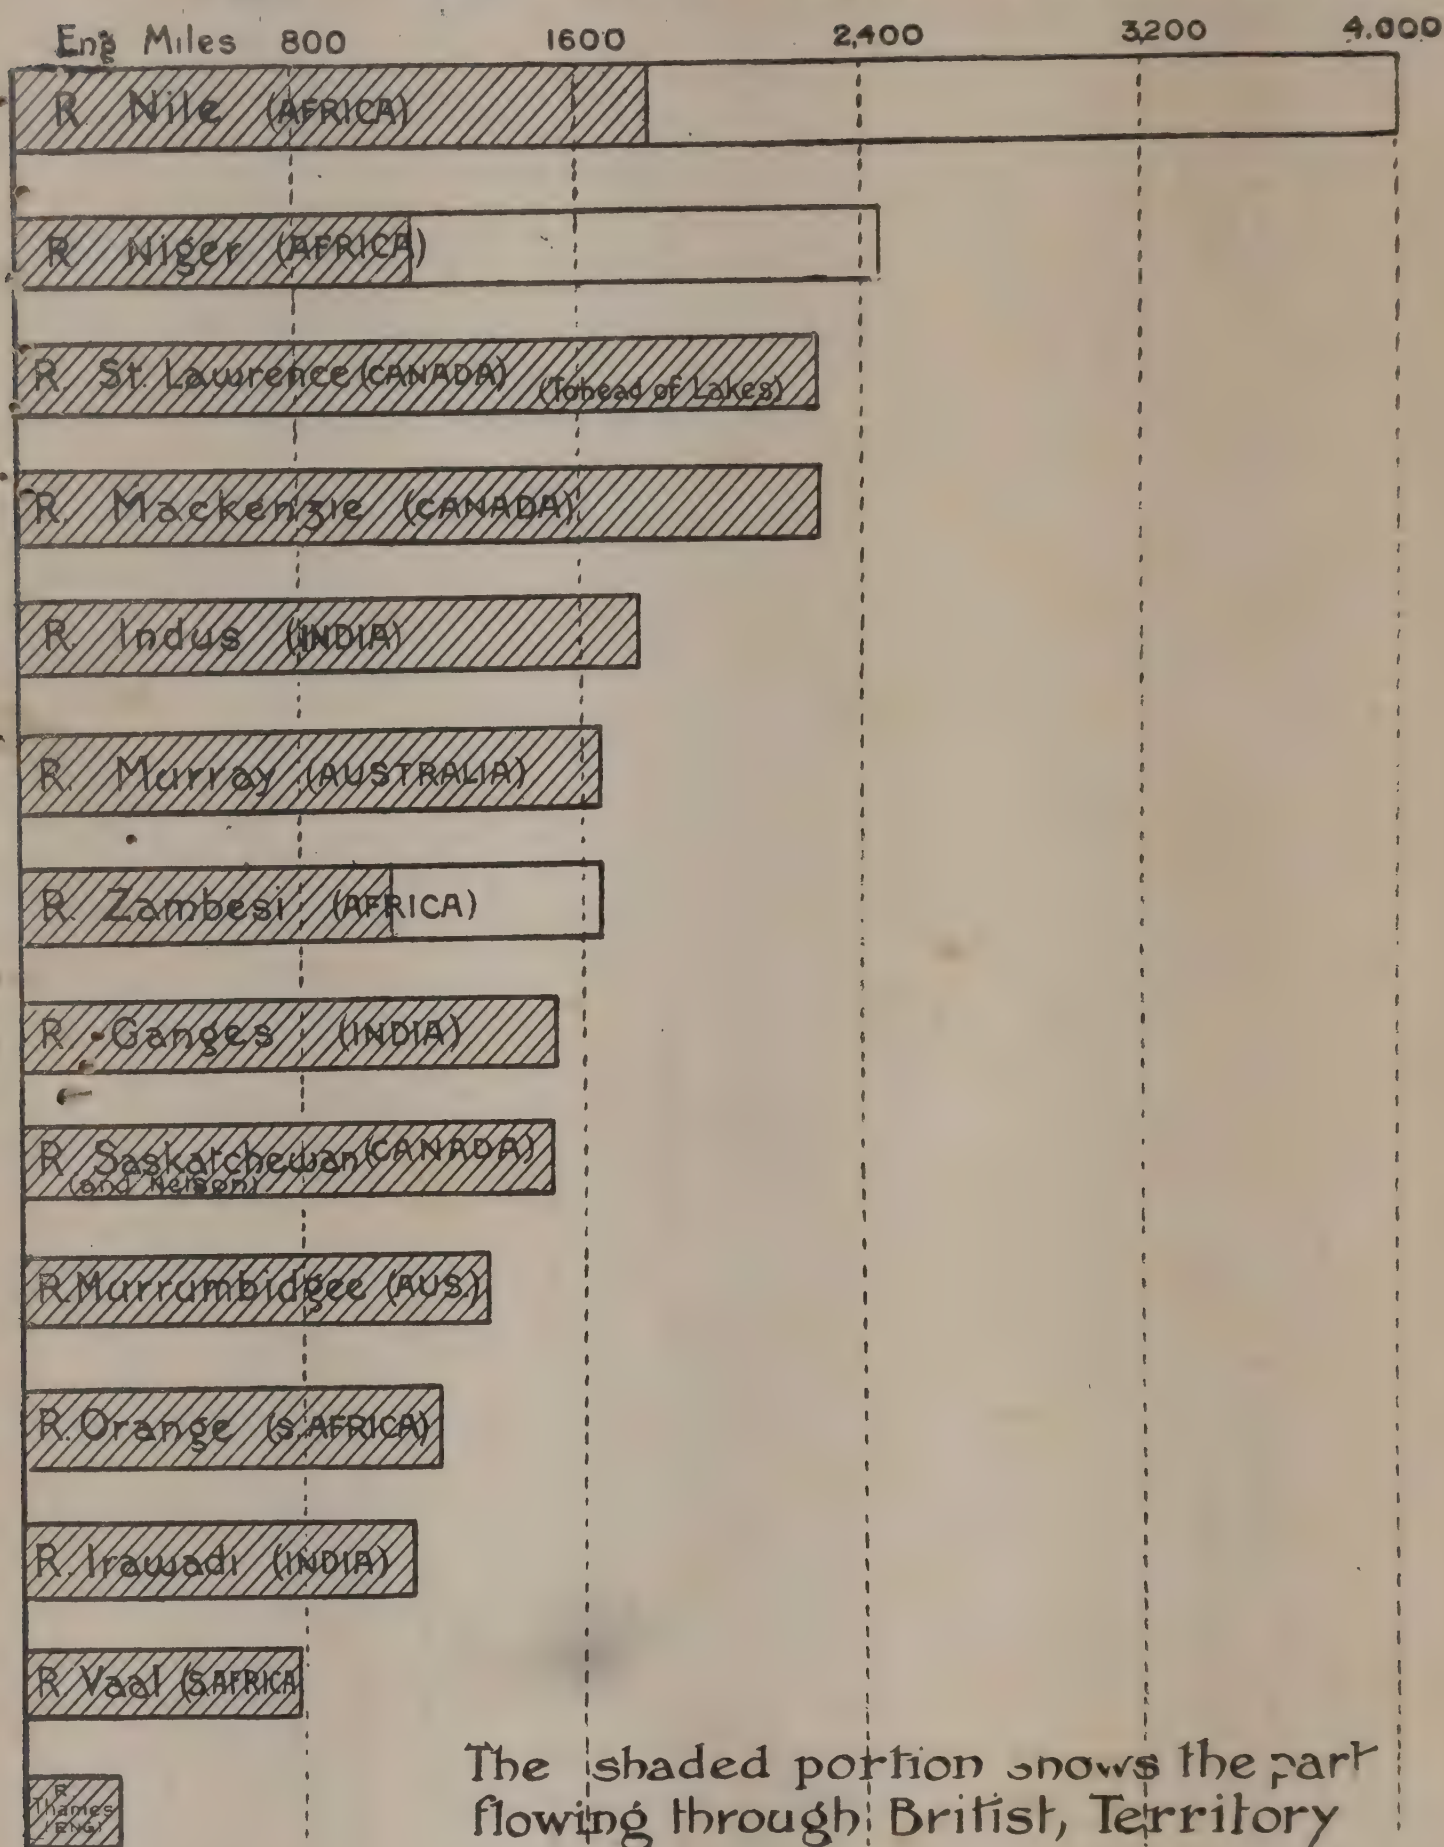 Eng Miles 800 1600 2,400 3,200 4.000
R. Nile (AFRICA)
R Niger (AFRICA)
R. St. Lawrence (CANADA) (To head of Lakes)
R. Mackenzie (CANADA)
R. Indus (INDIA)
R. Murray (AUSTRALIA)
R. Zambesi (AFRICA)
R. Ganges (INDIA)
R. Saskatchewan (CANADA)
(and Nelson)
R. Murrumbidgee (AUS.)
R. Orange (S. AFRICA)
R. Irawadi (INDIA)
R. Vaal (S. AFRICA
R.
Thames
(ENG)
The shaded portion shows the part
flowing through British, Territory